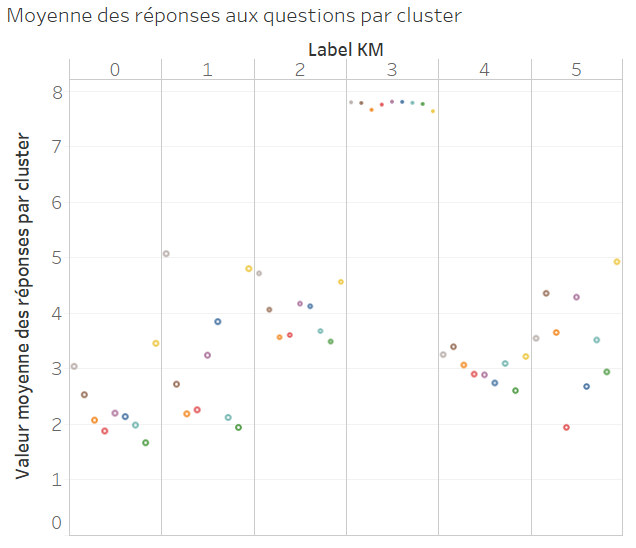 Moyenne des réponses aux questions par cluster
Label KM
0 1 2 3 4 5
Valeur moyenne des réponses par cluster
8
7
6
5
4
3
2
1
0